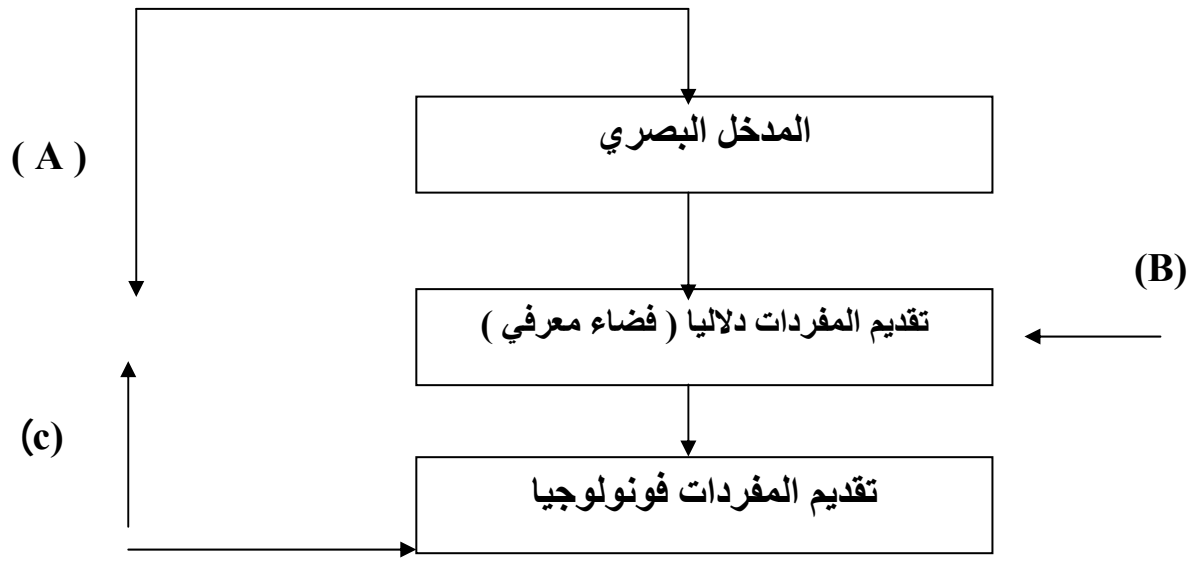 المدخل البصري
( A )
(B)
تقديم المفردات دلاليا ( فضاء معرفي )
(c)
تقديم المفردات فونولوجيا